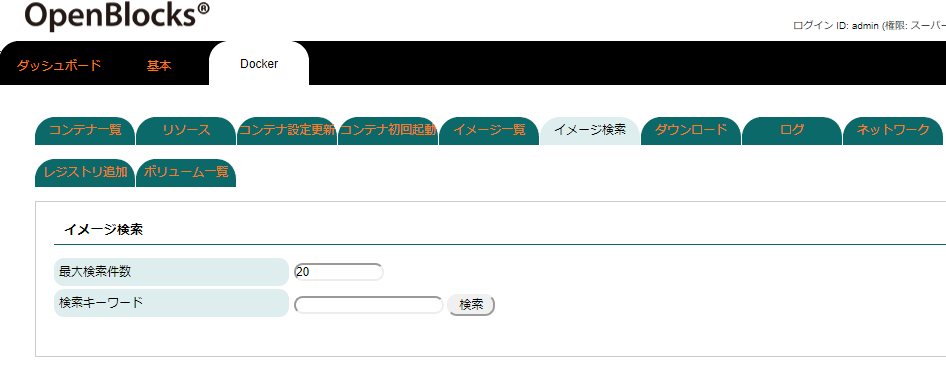 OpenBlocks®
ログイン ID: admin (権限: スーパー
ダッシュボード 基本 Docker
コンテナ一覧 リソース コンテナ設定更新 コンテナ初回起動 イメージ一覧 イメージ検索 ダウンロード ログ ネットワーク
レジストリ追加 ボリューム一覧
イメージ検索
最大検索件数 20
検索キーワード 検索